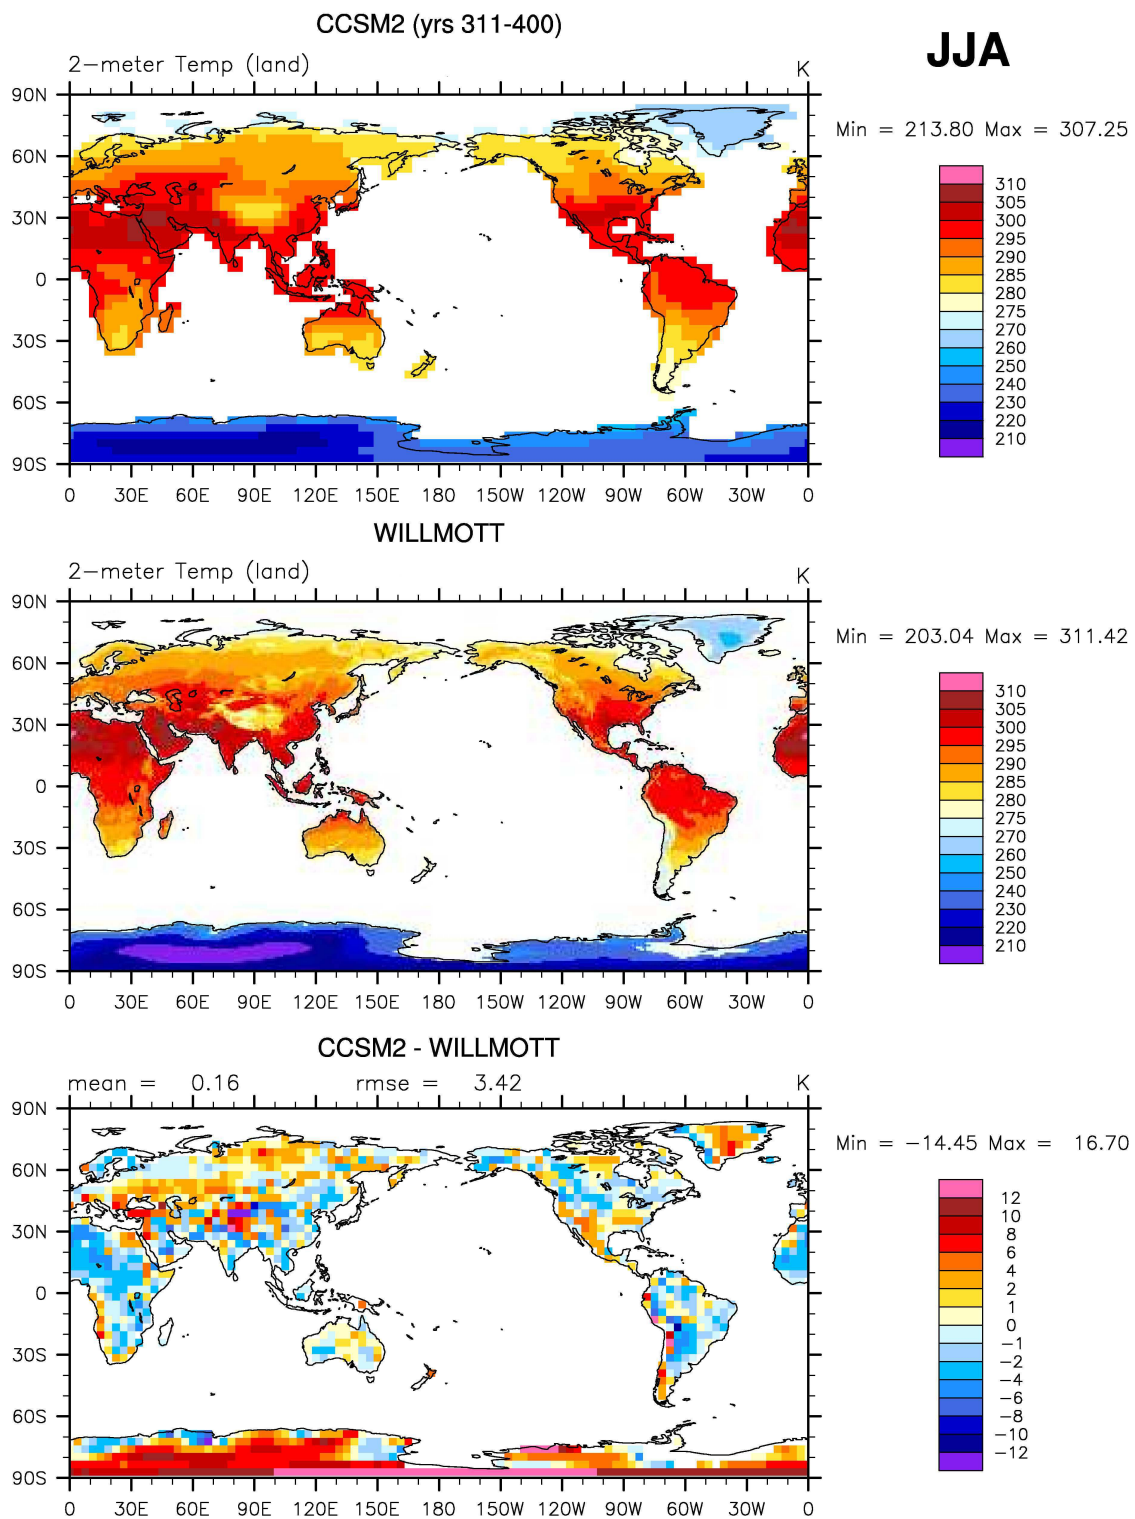 CCSM2 (yrs 311-400)
JJA
2-meter Temp (land) K
Min = 213.80 Max = 307.25
90N
60N
30N
0
30S
60S
90S
0 30E 60E 90E 120E 150E 180 150W 120W 90W 60W 30W 0
310
305
300
295
290
285
280
275
270
260
250
240
230
220
210
WILLMOTT
2-meter Temp (land) K
Min = 203.04 Max = 311.42
90N
60N
30N
0
30S
60S
90S
0 30E 60E 90E 120E 150E 180 150W 120W 90W 60W 30W 0
310
305
300
295
290
285
280
275
270
260
250
240
230
220
210
CCSM2 - WILLMOTT
mean = 0.16 rmse = 3.42 K
Min = -14.45 Max = 16.70
90N
60N
30N
0
30S
60S
90S
0 30E 60E 90E 120E 150E 180 150W 120W 90W 60W 30W 0
12
10
8
6
4
2
1
0
-1
-2
-4
-6
-8
-10
-12